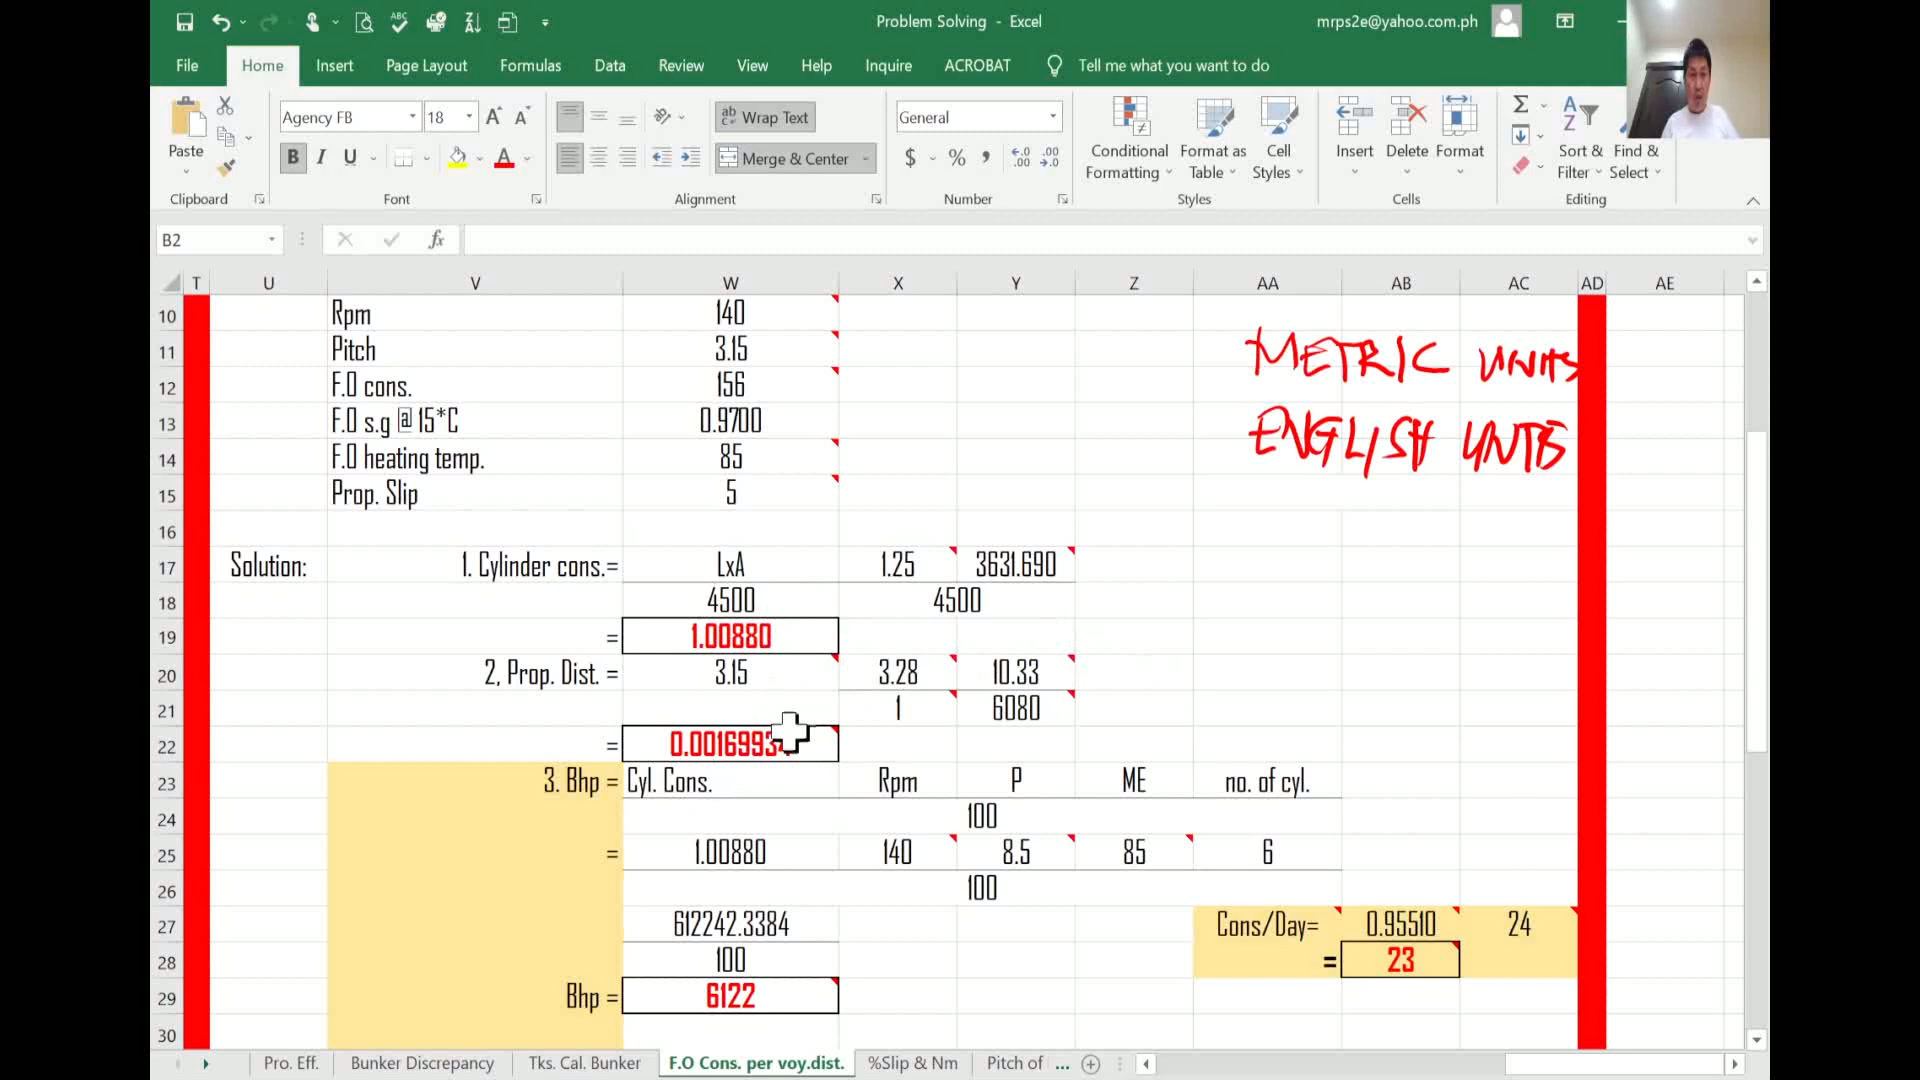 Problem Solving - Excel
mrps2e@yahoo.com.ph
File Home Insert Page Layout Formulas Data Review View Help Inquire ACROBAT Tell me what you want to do
Agency FB 18 Wrap Text General
Paste B I U Merge & Center $ % Conditional Formatting Format as Table Cell Styles Insert Delete Format Sort & Filter Find & Select
Clipboard Font Alignment Number Styles Cells Editing
B2 fx
T U V W X Y Z AA AB AC AD AE
10 Rpm 140
11 Pitch 3.15 METRIC UNITS
12 F.O cons. 156
13 F.O s.g @ 15*C 0.9700 ENGLISH UNITS
14 F.O heating temp. 85
15 Prop. Slip 5
16
17 Solution: 1. Cylinder cons.= LxA 1.25 3631.690
18 4500 4500
19 = 1.00880
20 2, Prop. Dist. = 3.15 3.28 10.33
21 1 6080
22 = 0.0016993
23 3. Bhp = Cyl. Cons. Rpm P ME no. of cyl.
24 100
25 = 1.00880 140 8.5 85 6
26 100
27 612242.3384 Cons/Day= 0.95510 24
28 100 = 23
29 Bhp = 6122
30
Pro. Eff. Bunker Discrepancy Tks. Cal. Bunker F.O Cons. per voy.dist. %Slip & Nm Pitch of ...